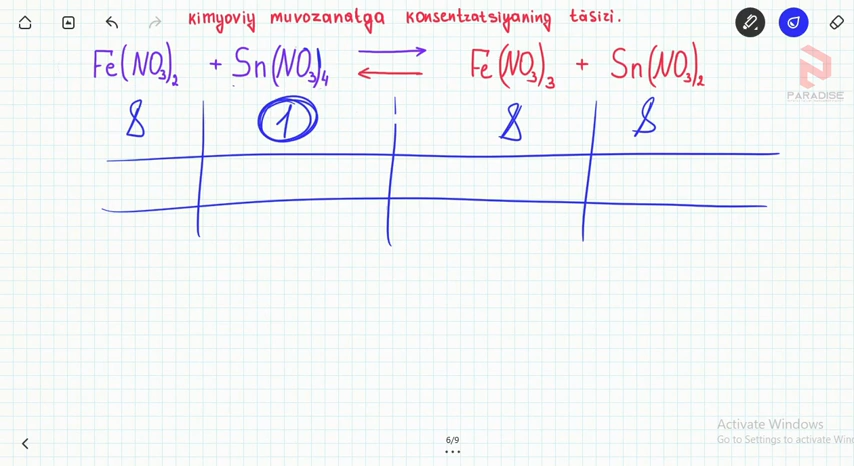 kimyoviy muvozanatga konsentratsiyaning tàsizi.
Fe(NO₃)₂ + Sn(NO₃)₄ ⇄ Fe(NO₃)₃ + Sn(NO₃)₂
PARADISE
8 1 8 8
Activate Windows
Go to Settings to activate Win
6/9